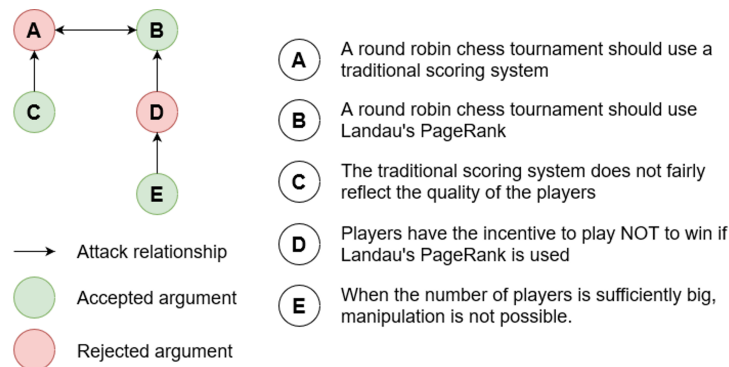 A
B
C
D
E
Attack relationship
Accepted argument
Rejected argument
A
A round robin chess tournament should use a
traditional scoring system
B
A round robin chess tournament should use
Landau's PageRank
C
The traditional scoring system does not fairly
reflect the quality of the players
D
Players have the incentive to play NOT to win if
Landau's PageRank is used
E
When the number of players is sufficiently big,
manipulation is not possible.